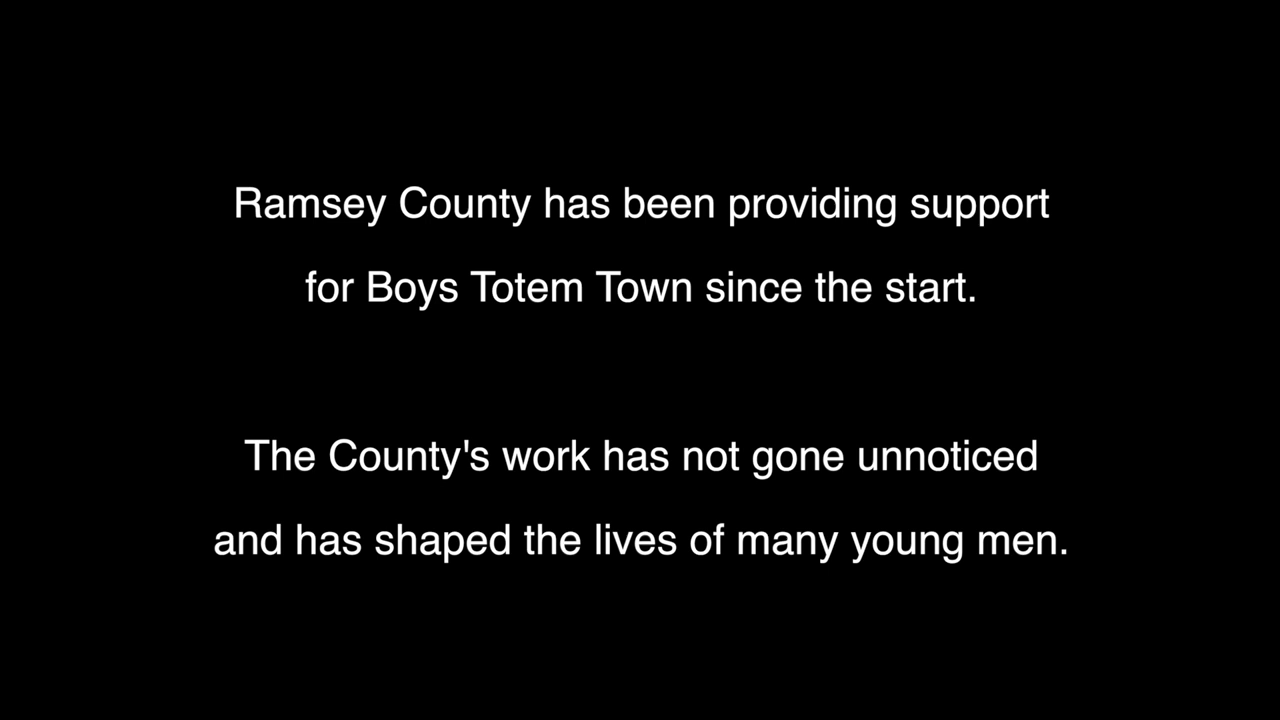 Ramsey County has been providing support
for Boys Totem Town since the start.
The County's work has not gone unnoticed
and has shaped the lives of many young men.